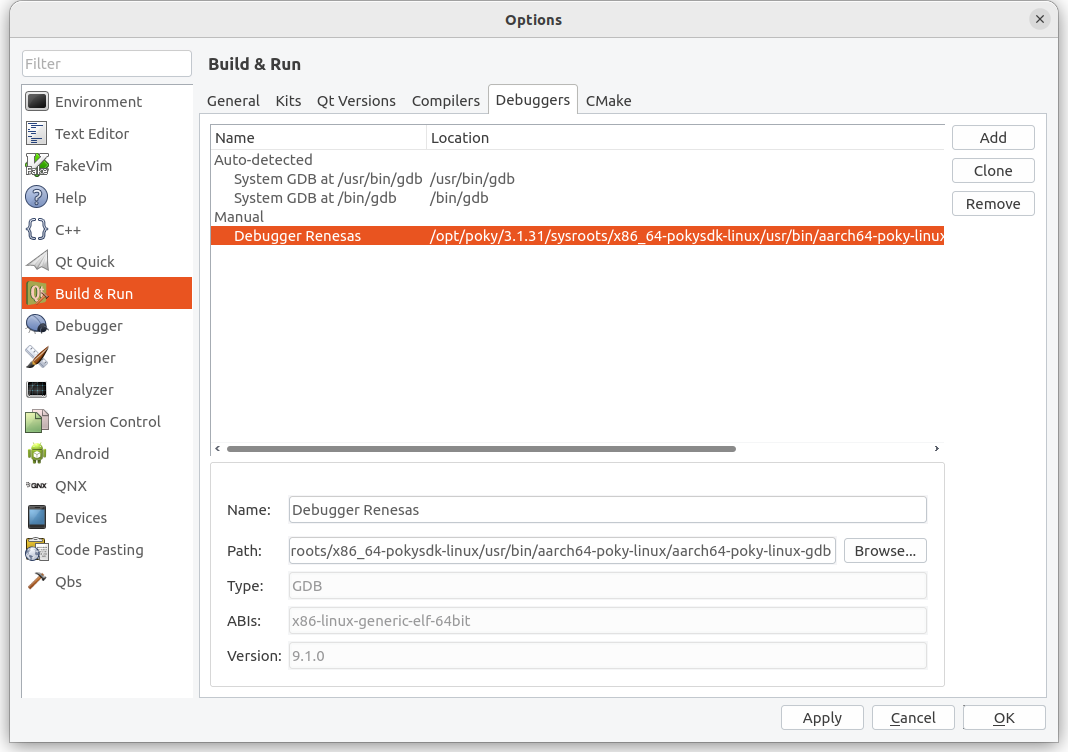 Options
Filter
Environment
Text Editor
FakeVim
Help
C++
Qt Quick
Build & Run
Debugger
Designer
Analyzer
Version Control
Android
QNX
Devices
Code Pasting
Qbs
Build & Run
General Kits Qt Versions Compilers Debuggers CMake
Name Location
Auto-detected
System GDB at /usr/bin/gdb /usr/bin/gdb
System GDB at /bin/gdb /bin/gdb
Manual
Debugger Renesas /opt/poky/3.1.31/sysroots/x86_64-pokysdk-linux/usr/bin/aarch64-poky-linux
Add
Clone
Remove
Name: Debugger Renesas
Path: roots/x86_64-pokysdk-linux/usr/bin/aarch64-poky-linux/aarch64-poky-linux-gdb Browse...
Type: GDB
ABIs: x86-linux-generic-elf-64bit
Version: 9.1.0
Apply Cancel OK